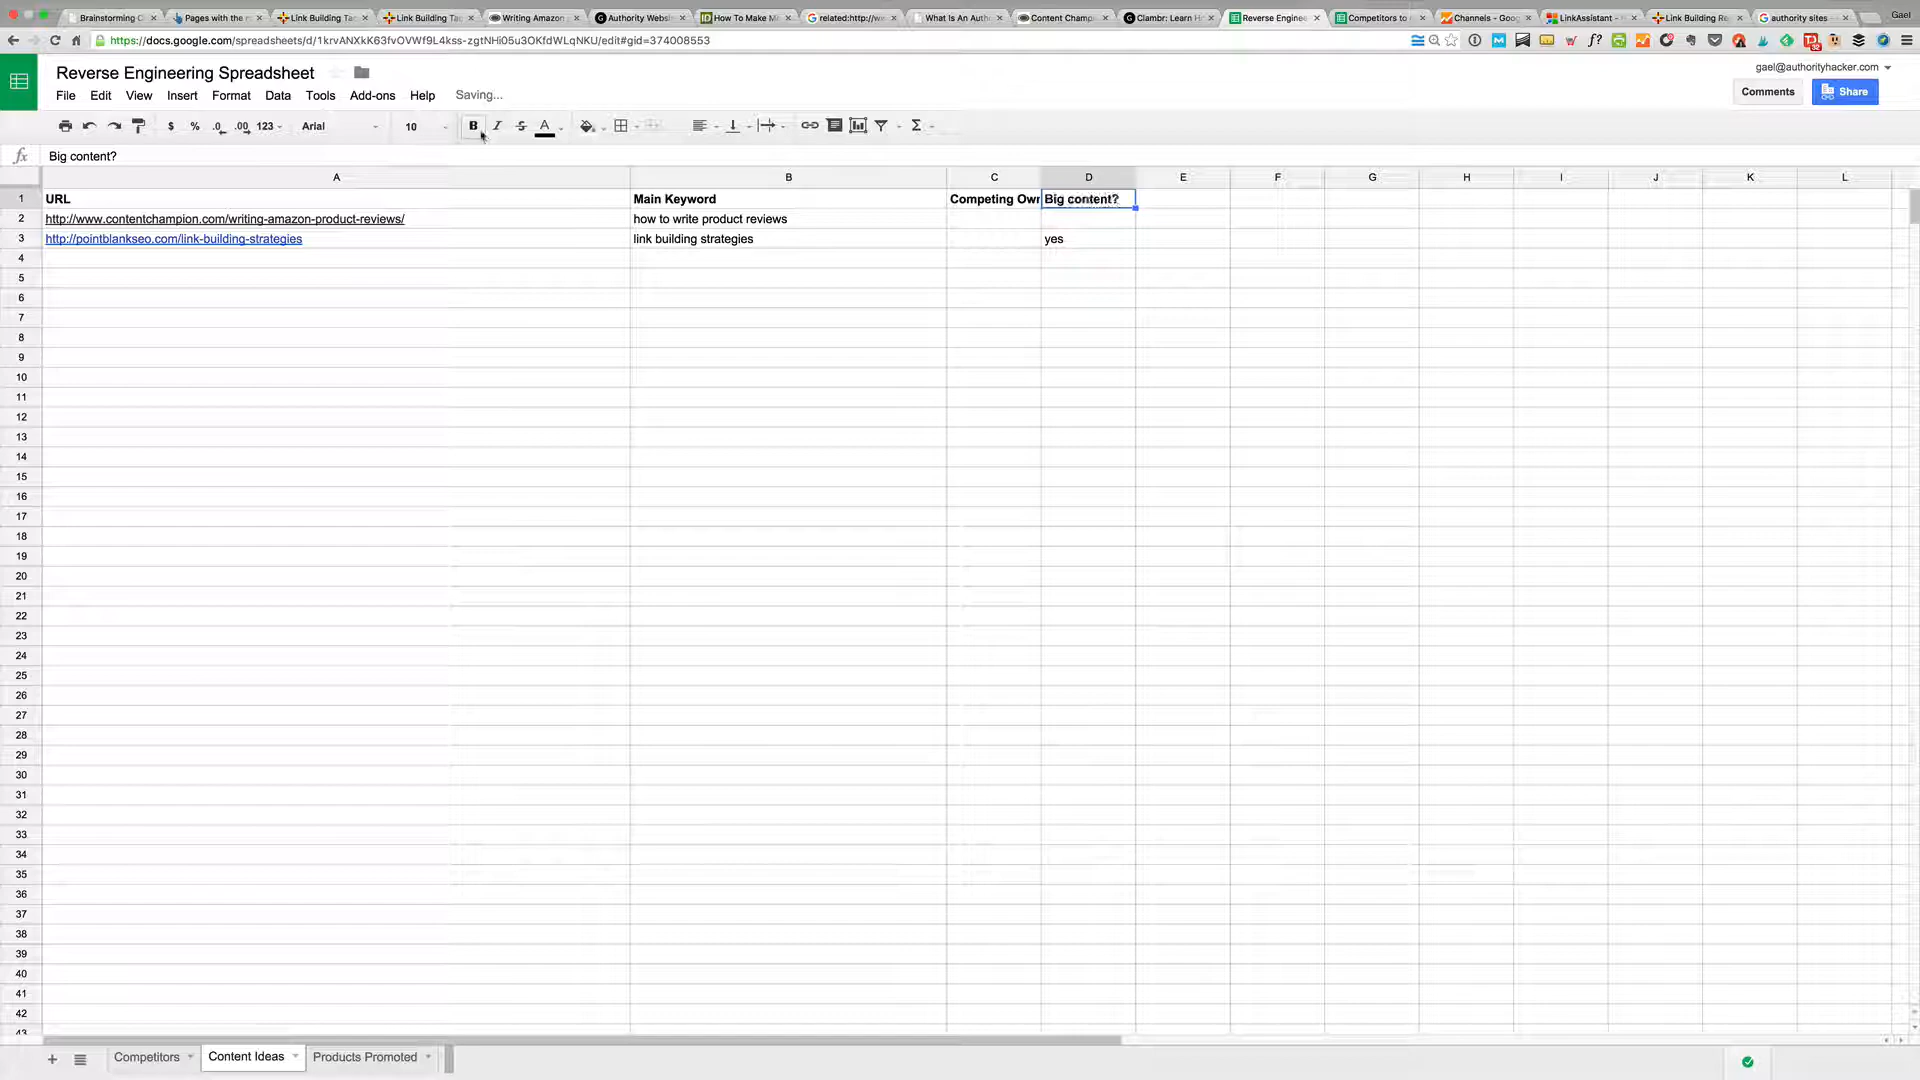 Brainstorming C
Pages with the n
Link Building Ta
Link Building Ta
Writing Amazon
Authority Websi
How To Make M
related:http://w
What Is An Auth
Content Champ
Clambr: Learn H
Reverse Enginee
Competitors to
Channels - Goog
LinkAssistant -
Link Building Re
authority sites
Gael
https://docs.google.com/spreadsheets/d/1krvANXkK63fvOVWf9L4kss-zgtNHi05u3OKfdWLqNKU/edit#gid=374008553
Reverse Engineering Spreadsheet
gael@authorityhacker.com
File Edit View Insert Format Data Tools Add-ons Help Saving...
Comments
Share
$ % .0 .00 123 Arial 10 B I S A Σ
fx Big content?
A B C D E F G H I J K L
1 URL Main Keyword Competing Owr Big content?
2 http://www.contentchampion.com/writing-amazon-product-reviews/ how to write product reviews
3 http://pointblankseo.com/link-building-strategies link building strategies yes
4
5
6
7
8
9
10
11
12
13
14
15
16
17
18
19
20
21
22
23
24
25
26
27
28
29
30
31
32
33
34
35
36
37
38
39
40
41
42
43
Competitors
Content Ideas
Products Promoted